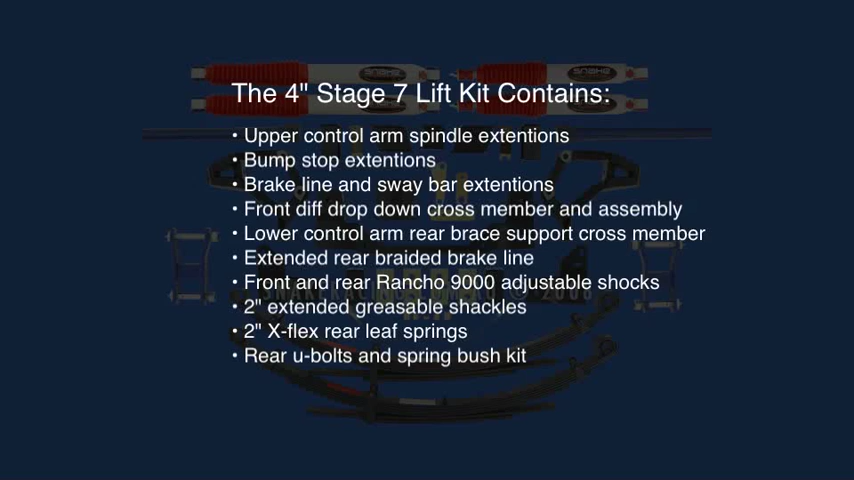 The 4" Stage 7 Lift Kit Contains:
• Upper control arm spindle extentions
• Bump stop extentions
• Brake line and sway bar extentions
• Front diff drop down cross member and assembly
• Lower control arm rear brace support cross member
• Extended rear braided brake line
• Front and rear Rancho 9000 adjustable shocks
• 2" extended greasable shackles
• 2" X-flex rear leaf springs
• Rear u-bolts and spring bush kit